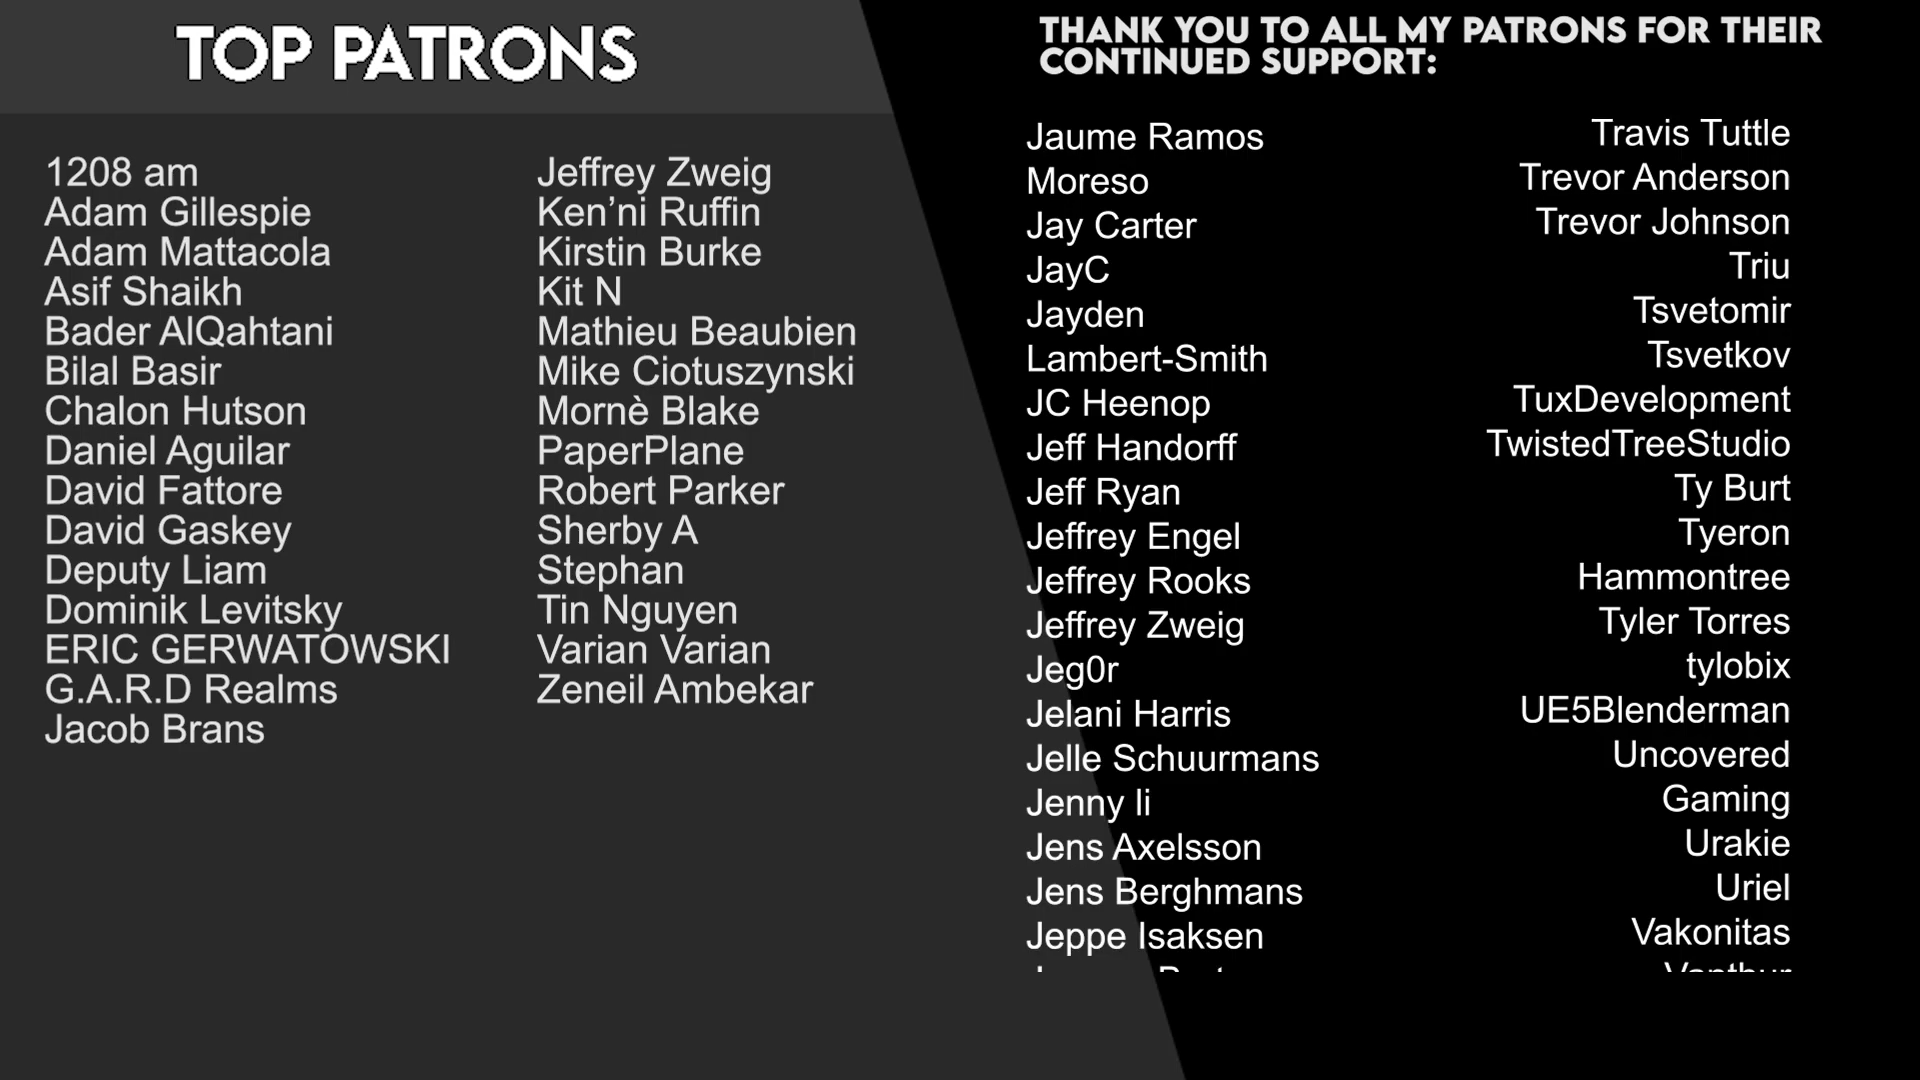 TOP PATRONS
1208 am
Adam Gillespie
Adam Mattacola
Asif Shaikh
Bader AlQahtani
Bilal Basir
Chalon Hutson
Daniel Aguilar
David Fattore
David Gaskey
Deputy Liam
Dominik Levitsky
ERIC GERWATOWSKI
G.A.R.D Realms
Jacob Brans
Jeffrey Zweig
Ken’ni Ruffin
Kirstin Burke
Kit N
Mathieu Beaubien
Mike Ciotuszynski
Mornè Blake
PaperPlane
Robert Parker
Sherby A
Stephan
Tin Nguyen
Varian Varian
Zeneil Ambekar
THANK YOU TO ALL MY PATRONS FOR THEIR
CONTINUED SUPPORT:
Jaume Ramos
Moreso
Jay Carter
JayC
Jayden
Lambert-Smith
JC Heenop
Jeff Handorff
Jeff Ryan
Jeffrey Engel
Jeffrey Rooks
Jeffrey Zweig
Jeg0r
Jelani Harris
Jelle Schuurmans
Jenny li
Jens Axelsson
Jens Berghmans
Jeppe Isaksen
Travis Tuttle
Trevor Anderson
Trevor Johnson
Triu
Tsvetomir
Tsvetkov
TuxDevelopment
TwistedTreeStudio
Ty Burt
Tyeron
Hammontree
Tyler Torres
tylobix
UE5Blenderman
Uncovered
Gaming
Urakie
Uriel
Vakonitas